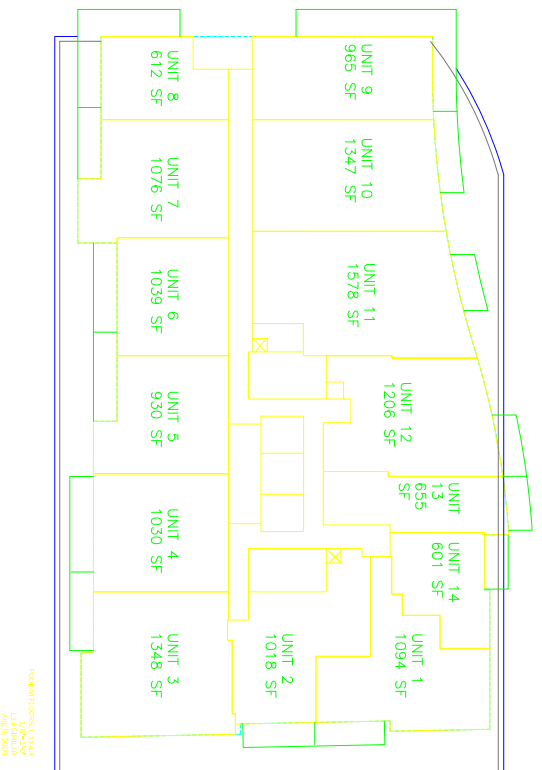 UNIT 8
612 SF
UNIT 9
965 SF
UNIT 7
1076 SF
UNIT 10
1347 SF
UNIT 6
1039 SF
UNIT 11
1578 SF
UNIT 5
930 SF
UNIT 12
1206 SF
UNIT 4
1030 SF
UNIT
13
655
SF
UNIT 14
601 SF
UNIT 3
1348 SF
UNIT 2
1018 SF
UNIT 1
1094 SF